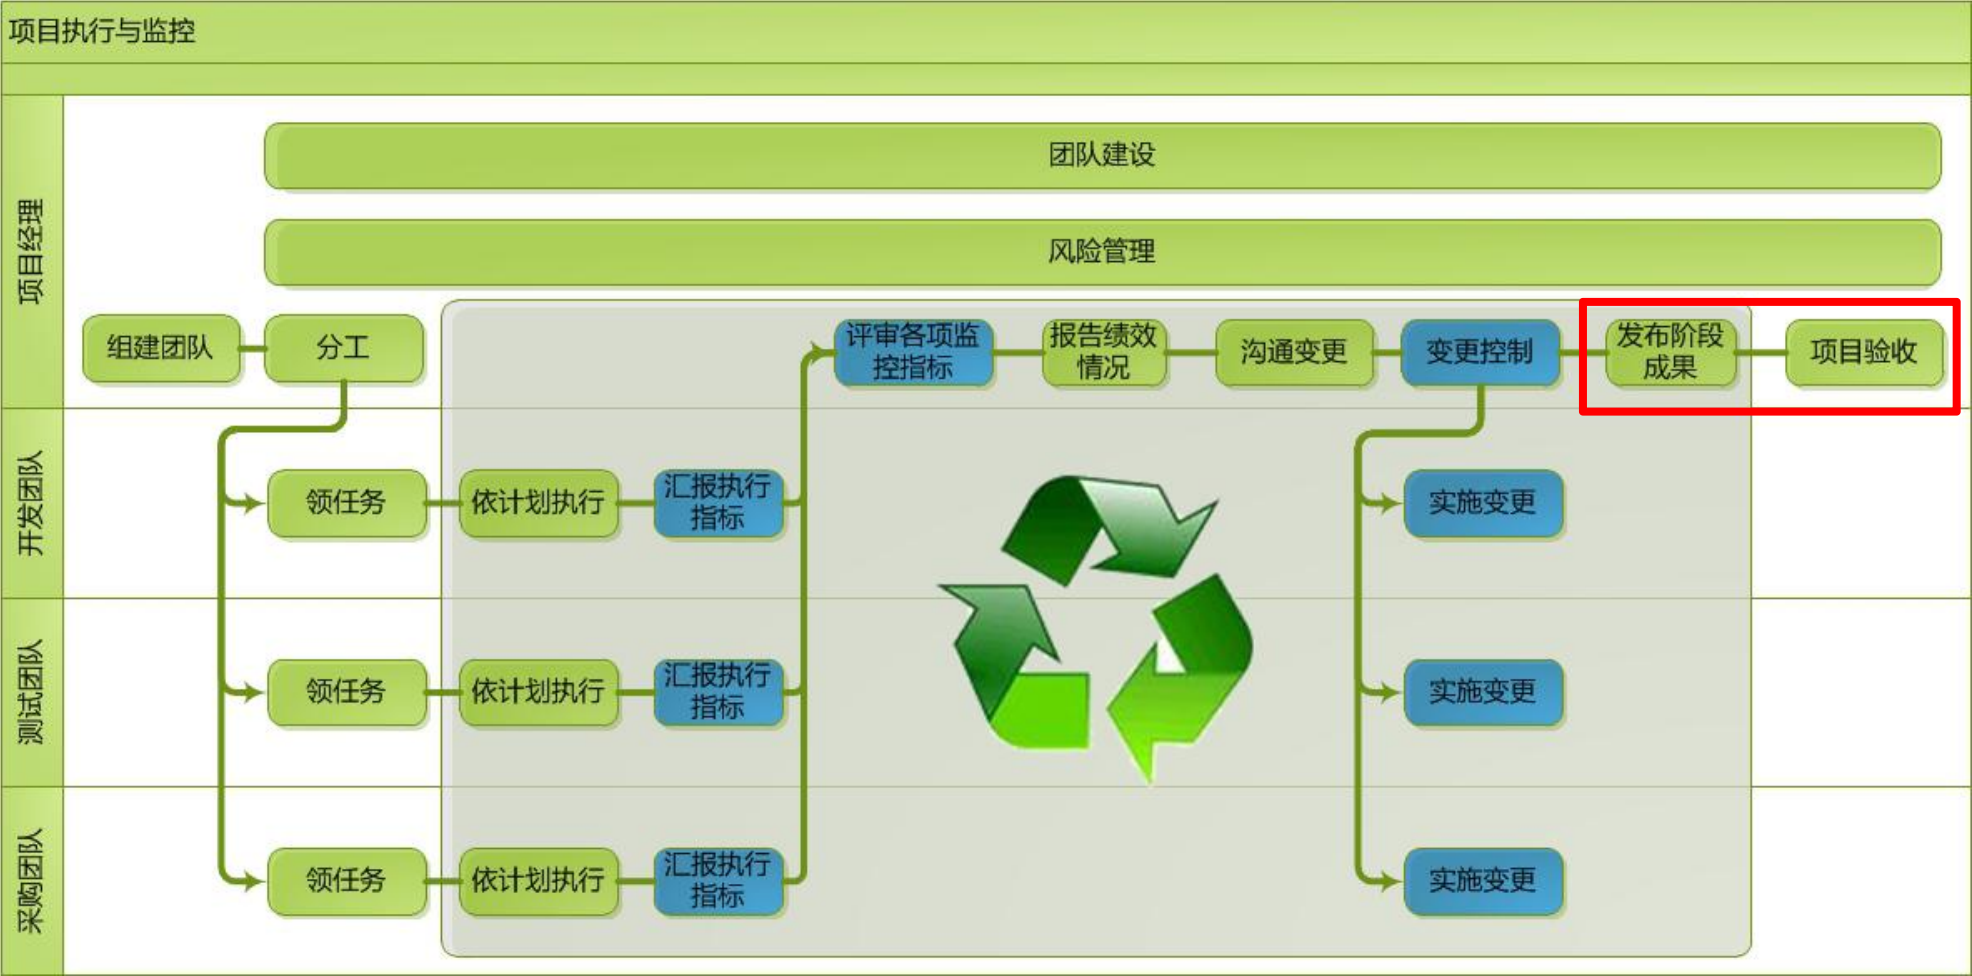 项目执行与监控
项目经理
团队建设
风险管理
组建团队
分工
评审各项监
控指标
报告绩效
情况
沟通变更
变更控制
发布阶段
成果
项目验收
开发团队
领任务
依计划执行
汇报执行
指标
实施变更
测试团队
领任务
依计划执行
汇报执行
指标
实施变更
采购团队
领任务
依计划执行
汇报执行
指标
实施变更